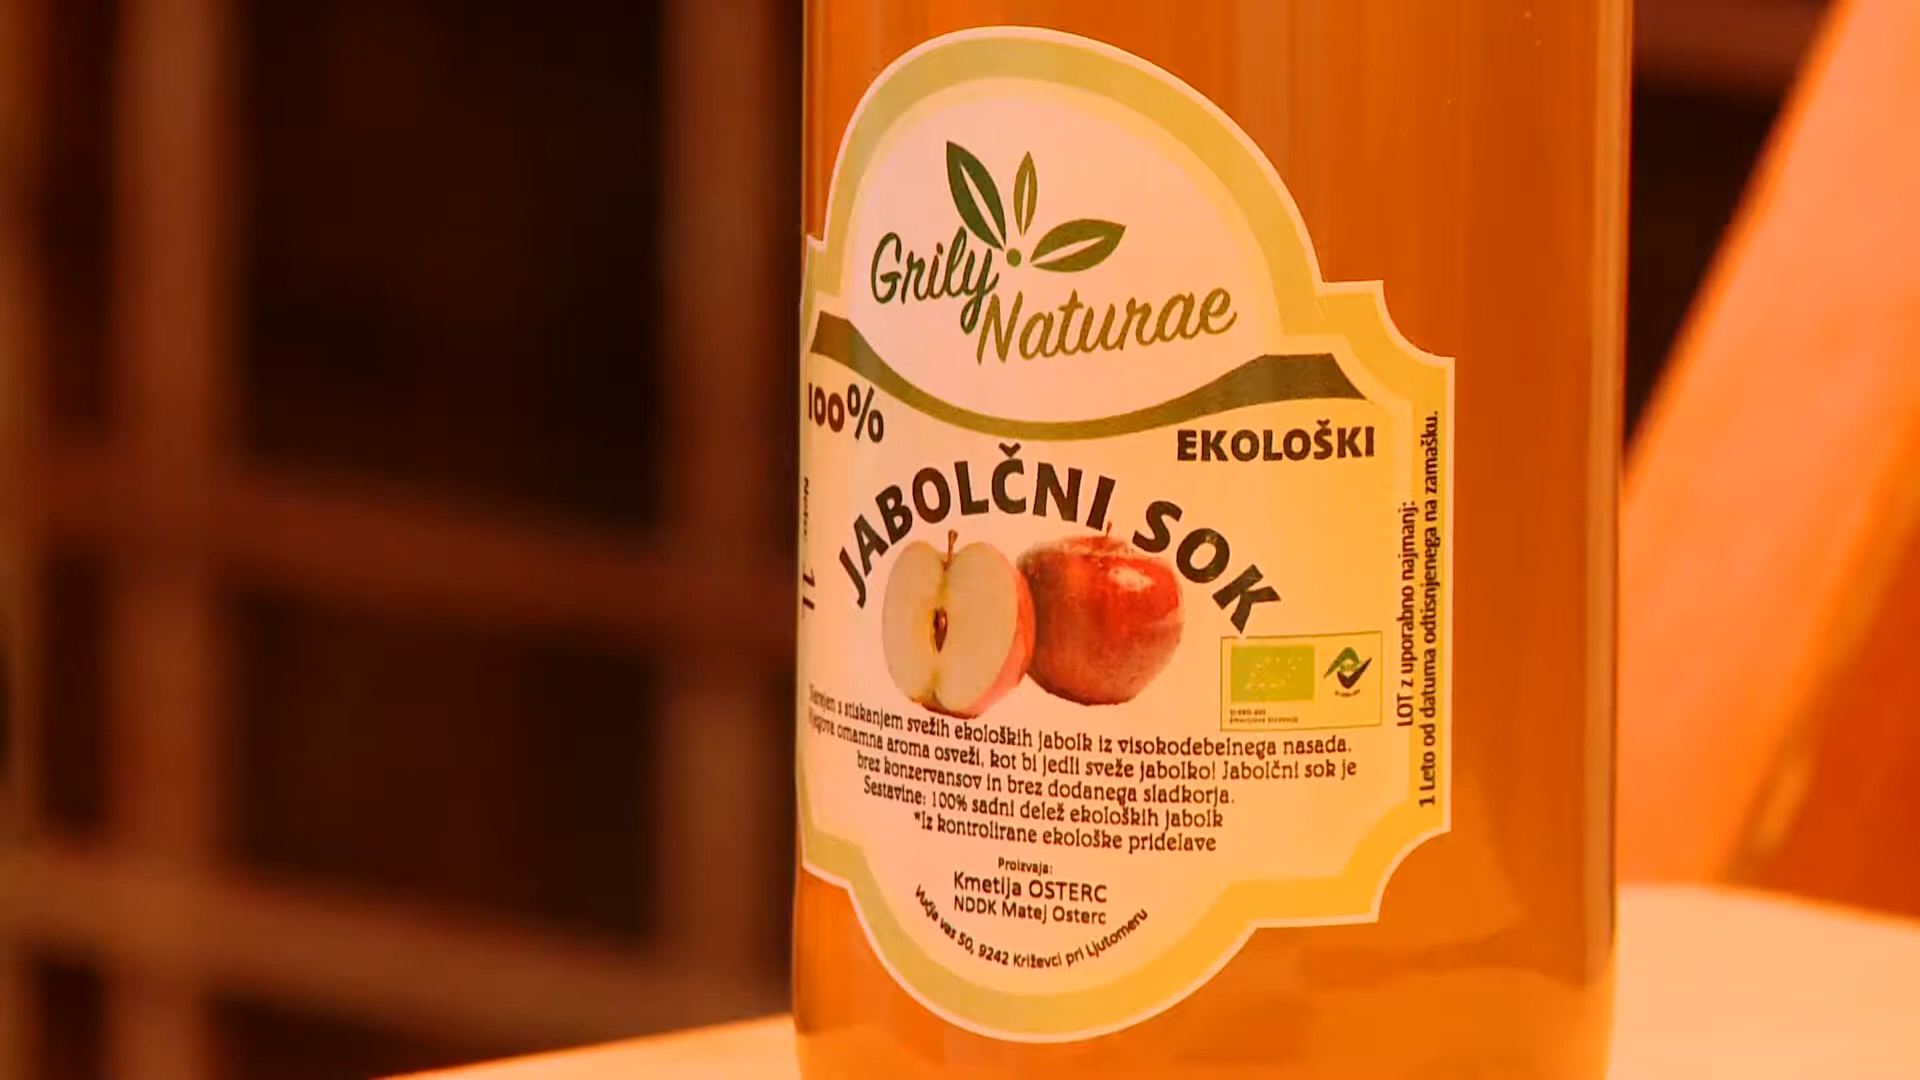 Grily
Naturae
100%
EKOLOŠKI
JABOLČNI SOK
1L
s stiskanjem svežih ekoloških jabolk iz visokodebelnega nasada.
omamna aroma osveži, kot bi jedli sveže jabolko! Jabolčni sok je
brez konzervansov in brez dodanega sladkorja.
Sestavine: 100% sadni delež ekoloških jabolk
*Iz kontrolirane ekološke pridelave
Proizvaja:
Kmetija OSTERC
NDDK Matej Osterc
Vučja vas 50, 9242 Križevci pri Ljutomeru
LOT z uporabno najmanj:
1 Leto od datuma odtisnjenega na zamašku.